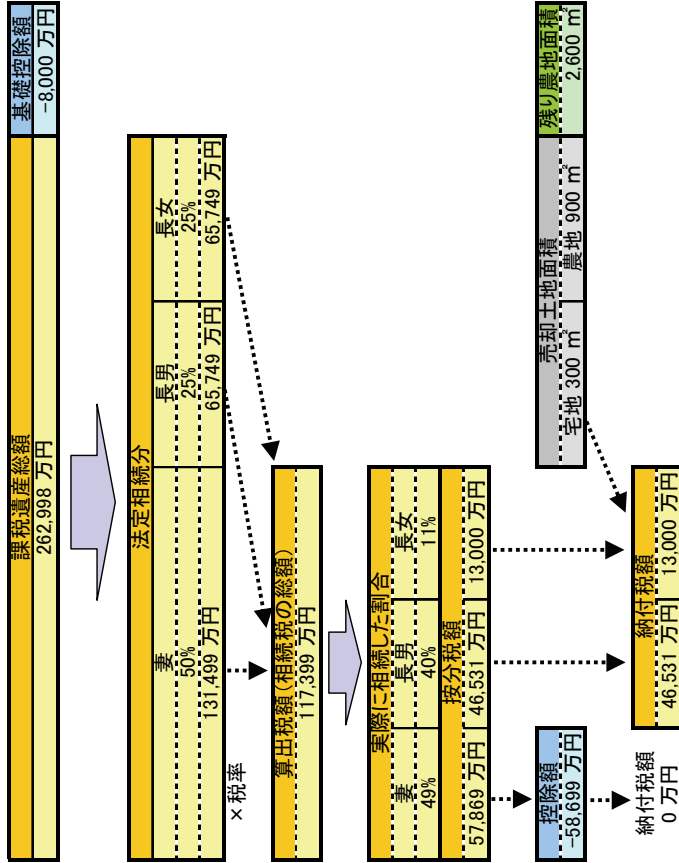 課税遺産総額 基礎控除額
262,998 万円 -8,000 万円
法定相続分
妻 長男 長女
50% 25% 25%
131,499 万円 65,749 万円 65,749 万円
×税率
算出税額(相続税の総額)
117,399 万円
実際に相続した割合
妻 長男 長女
49% 40% 11%
按分税額
57,869 万円 46,531 万円 13,000 万円
控除額
-58,699 万円
売却土地面積 残り農地面積
宅地 300 ㎡ 農地 900 ㎡ 2,600 ㎡
納付税額
0 万円
納付税額
46,531 万円 13,000 万円